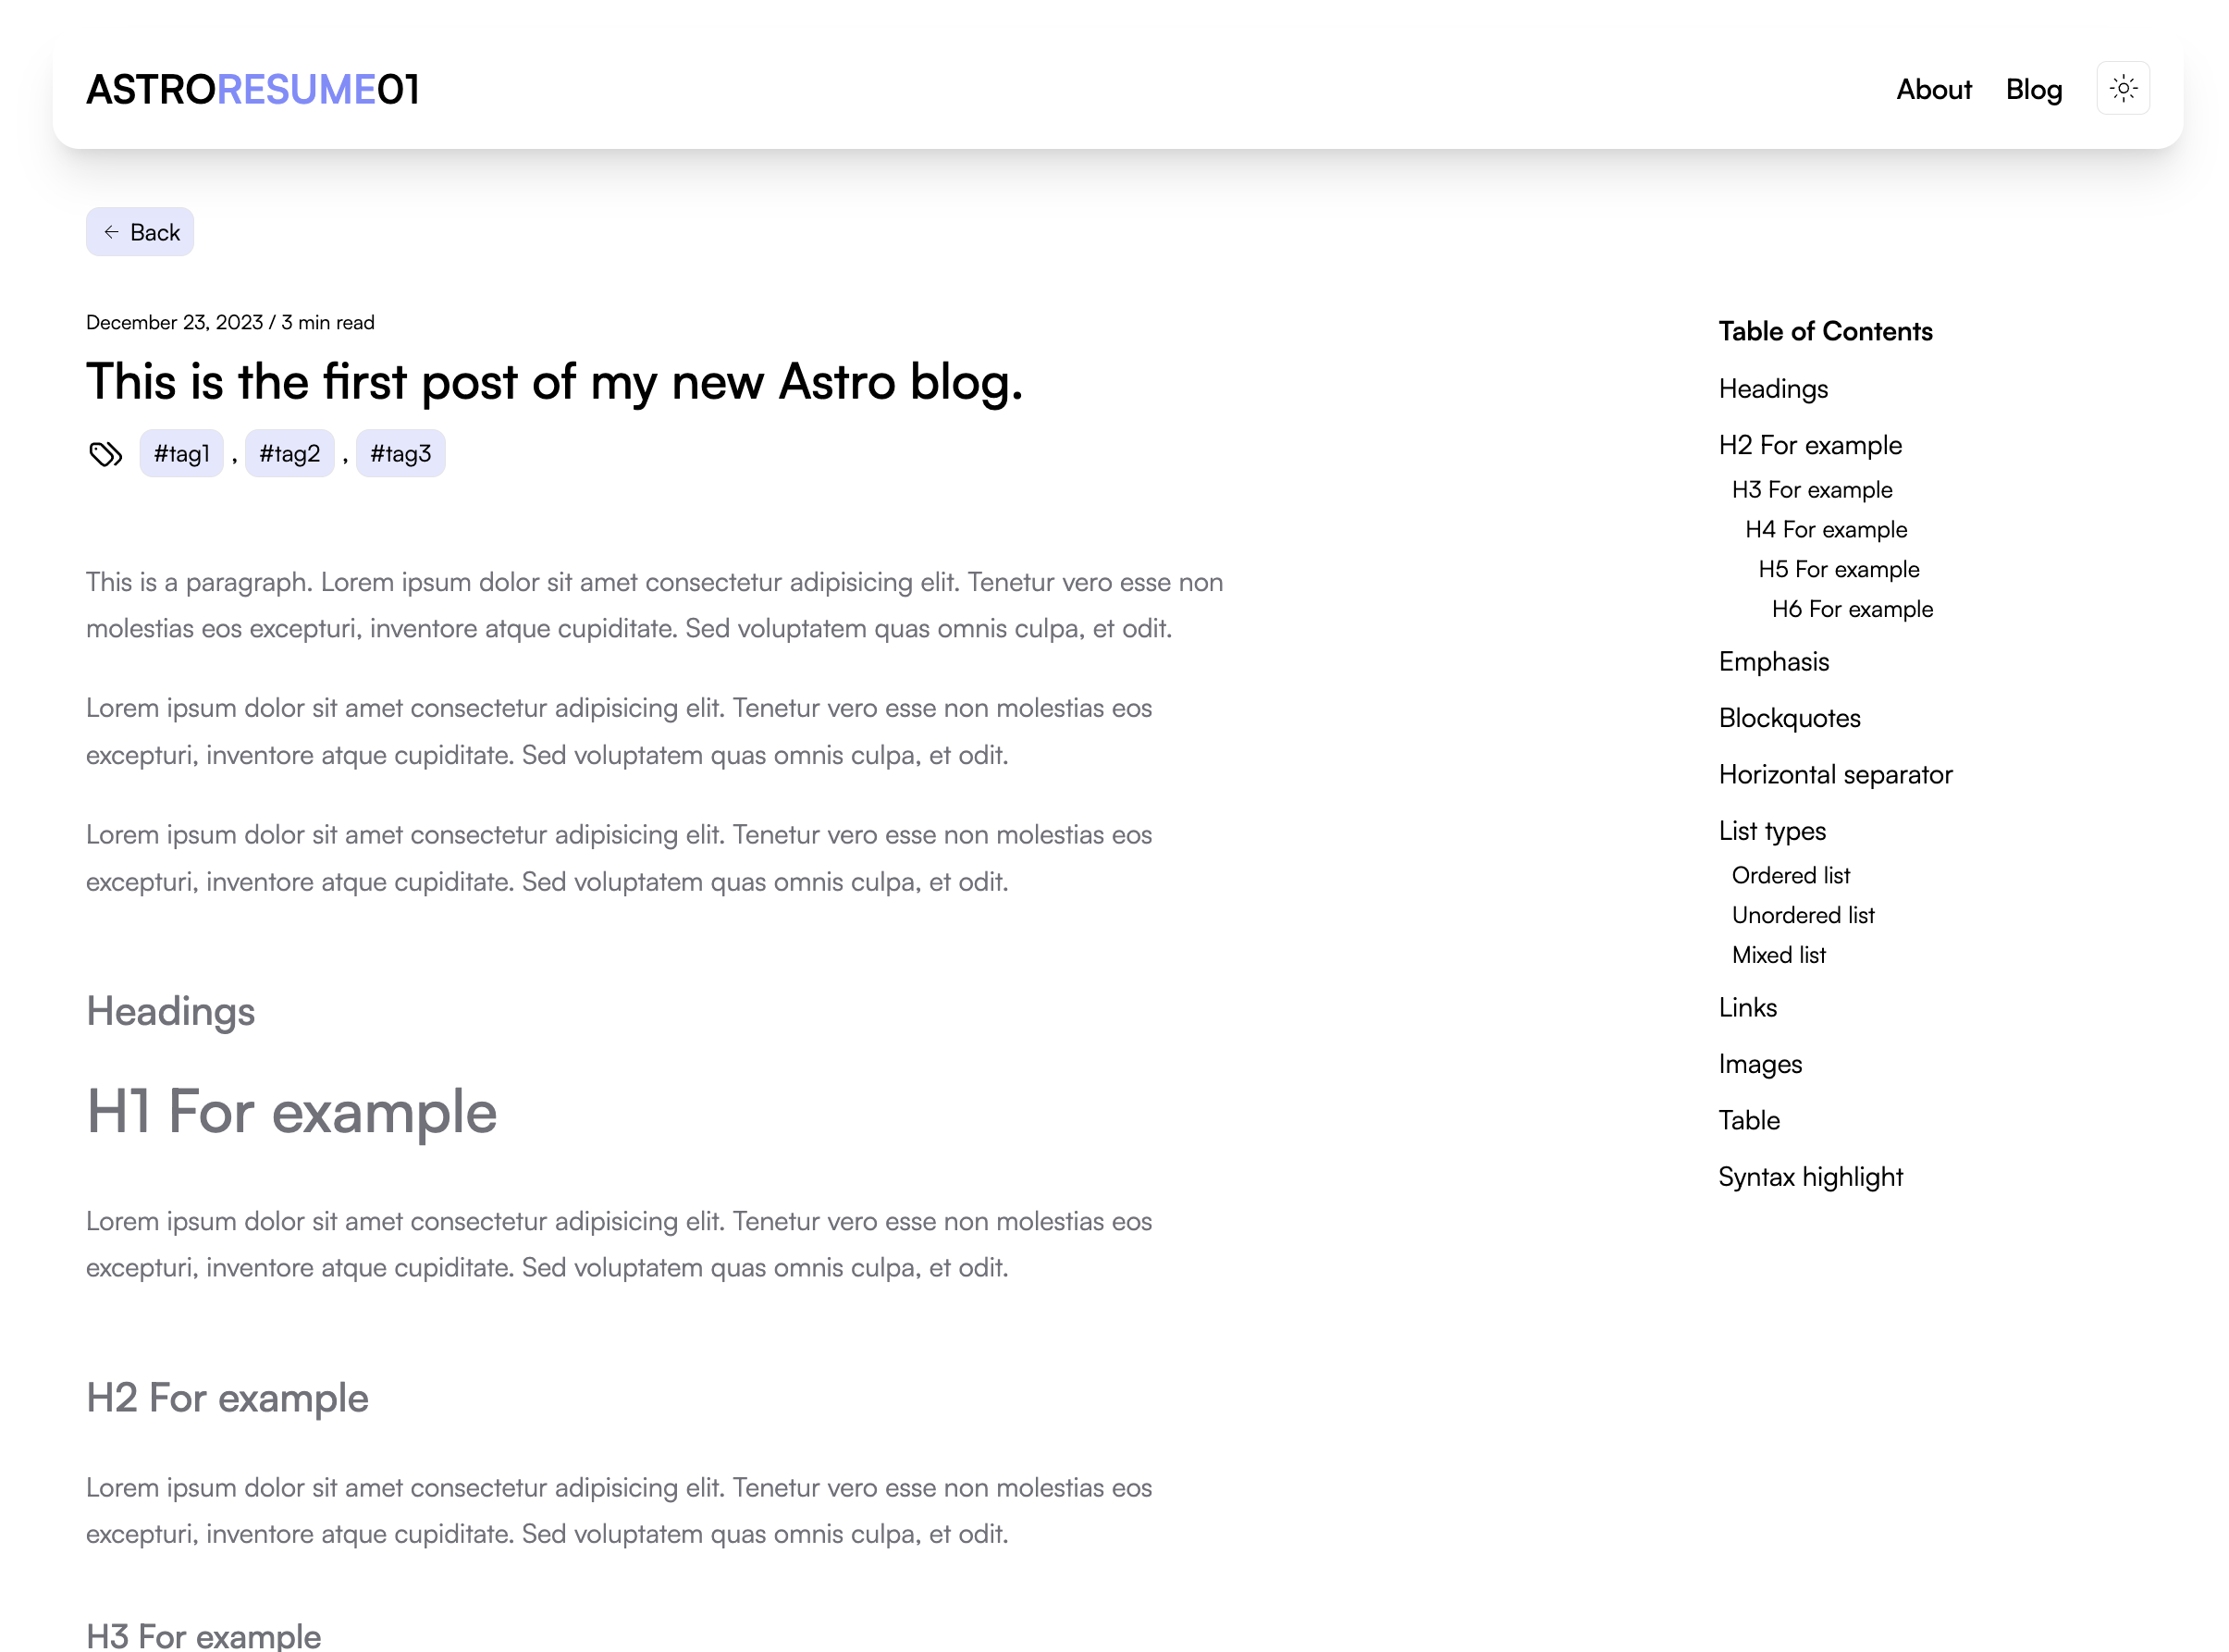 ASTRORESUME01
About Blog
Back
December 23, 2023 / 3 min read
This is the first post of my new Astro blog.
#tag1 , #tag2 , #tag3
This is a paragraph. Lorem ipsum dolor sit amet consectetur adipisicing elit. Tenetur vero esse non
molestias eos excepturi, inventore atque cupiditate. Sed voluptatem quas omnis culpa, et odit.
Lorem ipsum dolor sit amet consectetur adipisicing elit. Tenetur vero esse non molestias eos
excepturi, inventore atque cupiditate. Sed voluptatem quas omnis culpa, et odit.
Lorem ipsum dolor sit amet consectetur adipisicing elit. Tenetur vero esse non molestias eos
excepturi, inventore atque cupiditate. Sed voluptatem quas omnis culpa, et odit.
Headings
H1 For example
Lorem ipsum dolor sit amet consectetur adipisicing elit. Tenetur vero esse non molestias eos
excepturi, inventore atque cupiditate. Sed voluptatem quas omnis culpa, et odit.
H2 For example
Lorem ipsum dolor sit amet consectetur adipisicing elit. Tenetur vero esse non molestias eos
excepturi, inventore atque cupiditate. Sed voluptatem quas omnis culpa, et odit.
H3 For example
Table of Contents
Headings
H2 For example
H3 For example
H4 For example
H5 For example
H6 For example
Emphasis
Blockquotes
Horizontal separator
List types
Ordered list
Unordered list
Mixed list
Links
Images
Table
Syntax highlight